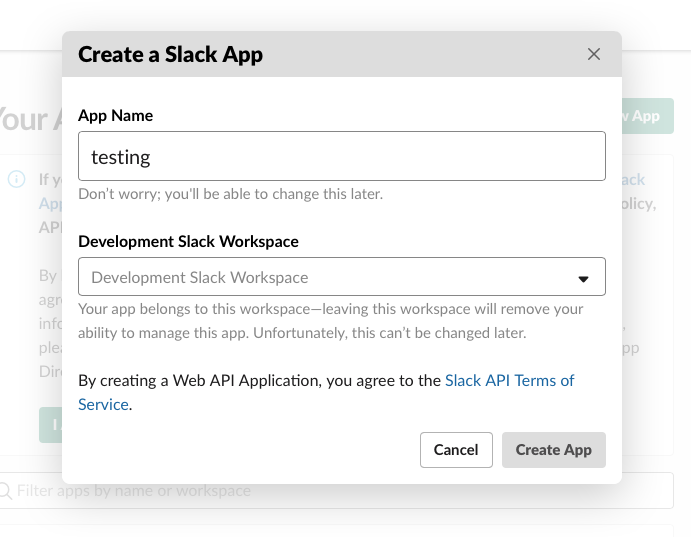 Create a Slack App
Your A
w App
App Name
testing
Don't worry; you'll be able to change this later.
If y
ack
App
olicy,
API
Development Slack Workspace
Development Slack Workspace
By
agre
Your app belongs to this workspace—leaving this workspace will remove your
info
ability to manage this app. Unfortunately, this can't be changed later.
plea
pp
Dire
By creating a Web API Application, you agree to the Slack API Terms of
Service.
I
Cancel
Create App
Filter apps by name or workspace